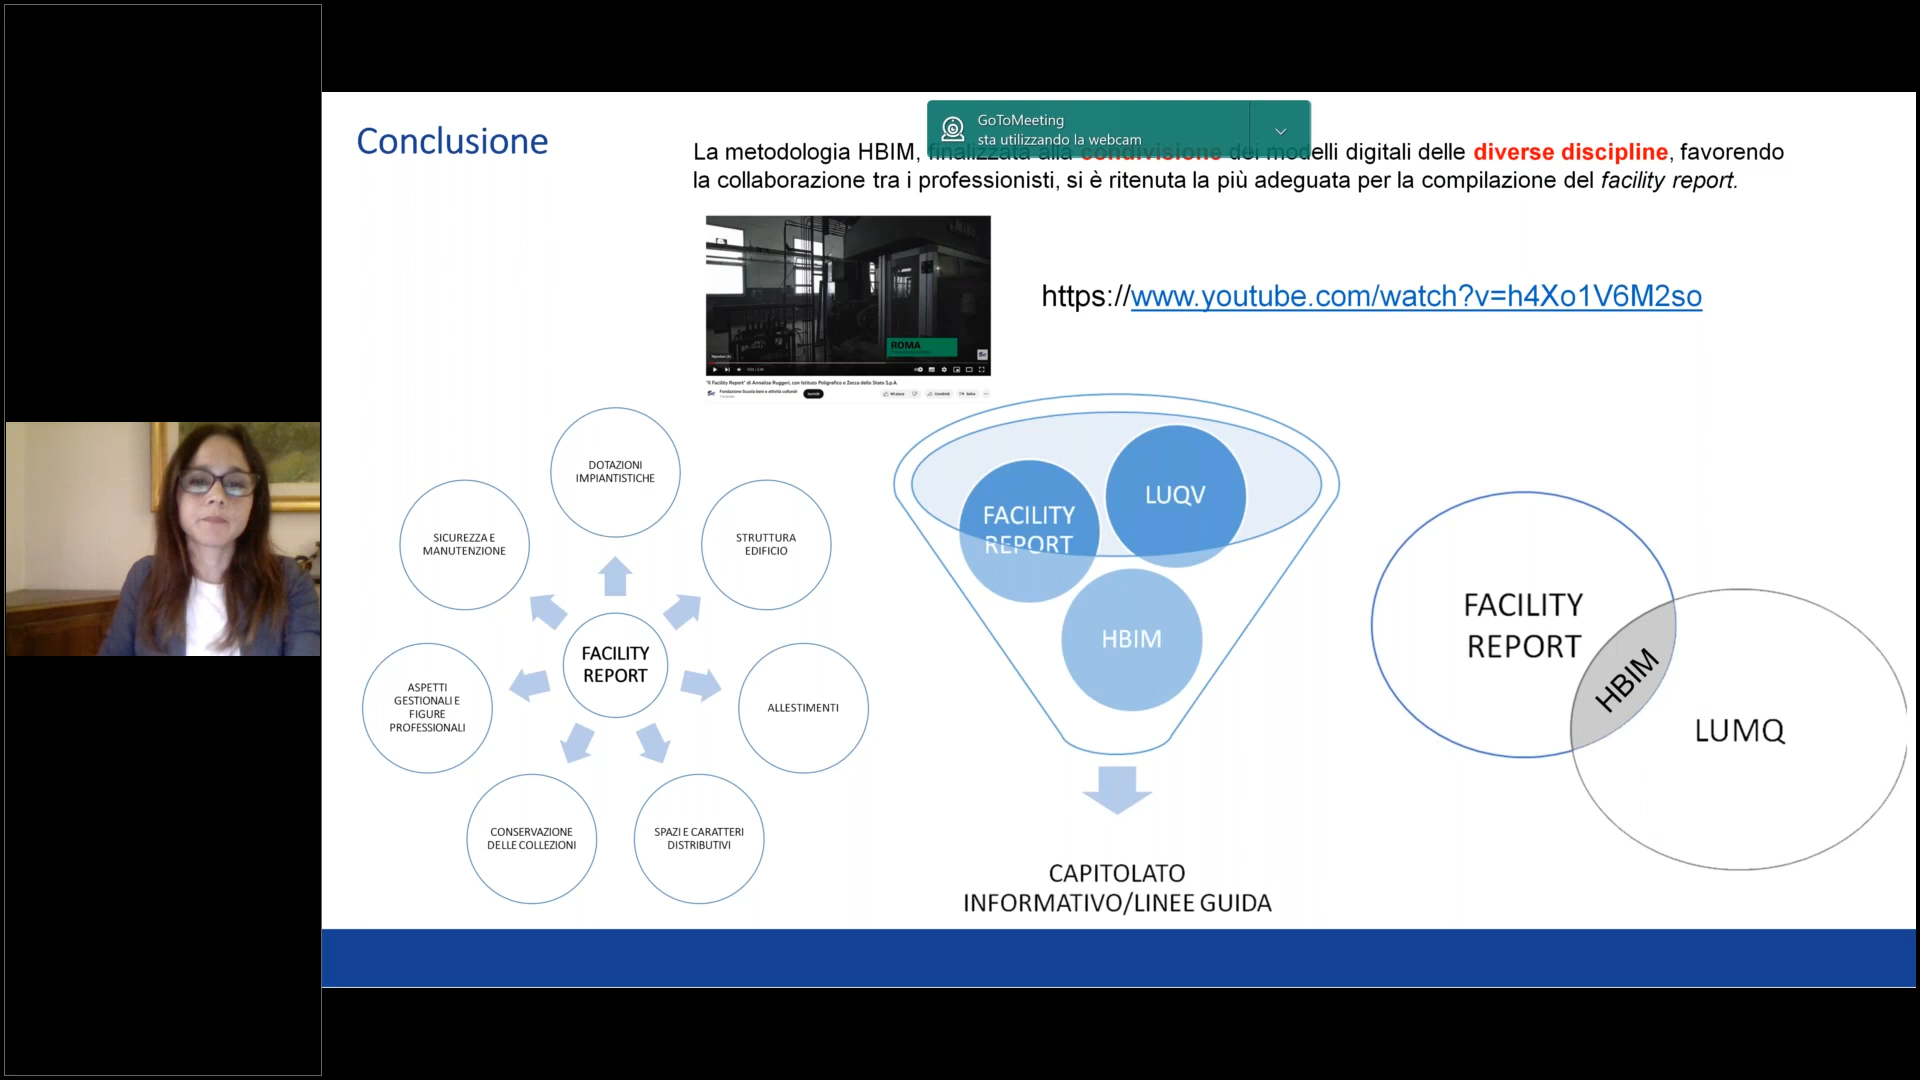 Conclusione
GoToMeeting
sta utilizzando la webcam
La metodologia HBIM, finalizzata alla condivisione dei modelli digitali delle diverse discipline, favorendo
la collaborazione tra i professionisti, si è ritenuta la più adeguata per la compilazione del facility report.
https://www.youtube.com/watch?v=h4Xo1V6M2so
ROMA
"Il Facility Report" di Annalisa Ruggeri, con Istituto Poligrafico e Zecca dello Stato S.p.A.
Fondazione Scuola beni e attività culturali
Mi piace
Condividi
Salva
DOTAZIONI
IMPIANTISTICHE
SICUREZZA E
MANUTENZIONE
STRUTTURA
EDIFICIO
FACILITY
REPORT
ASPETTI
GESTIONALI E
FIGURE
PROFESSIONALI
ALLESTIMENTI
CONSERVAZIONE
DELLE COLLEZIONI
SPAZI E CARATTERI
DISTRIBUTIVI
FACILITY
REPORT
LUQV
HBIM
CAPITOLATO
INFORMATIVO/LINEE GUIDA
FACILITY
REPORT
HBIM
LUMQ